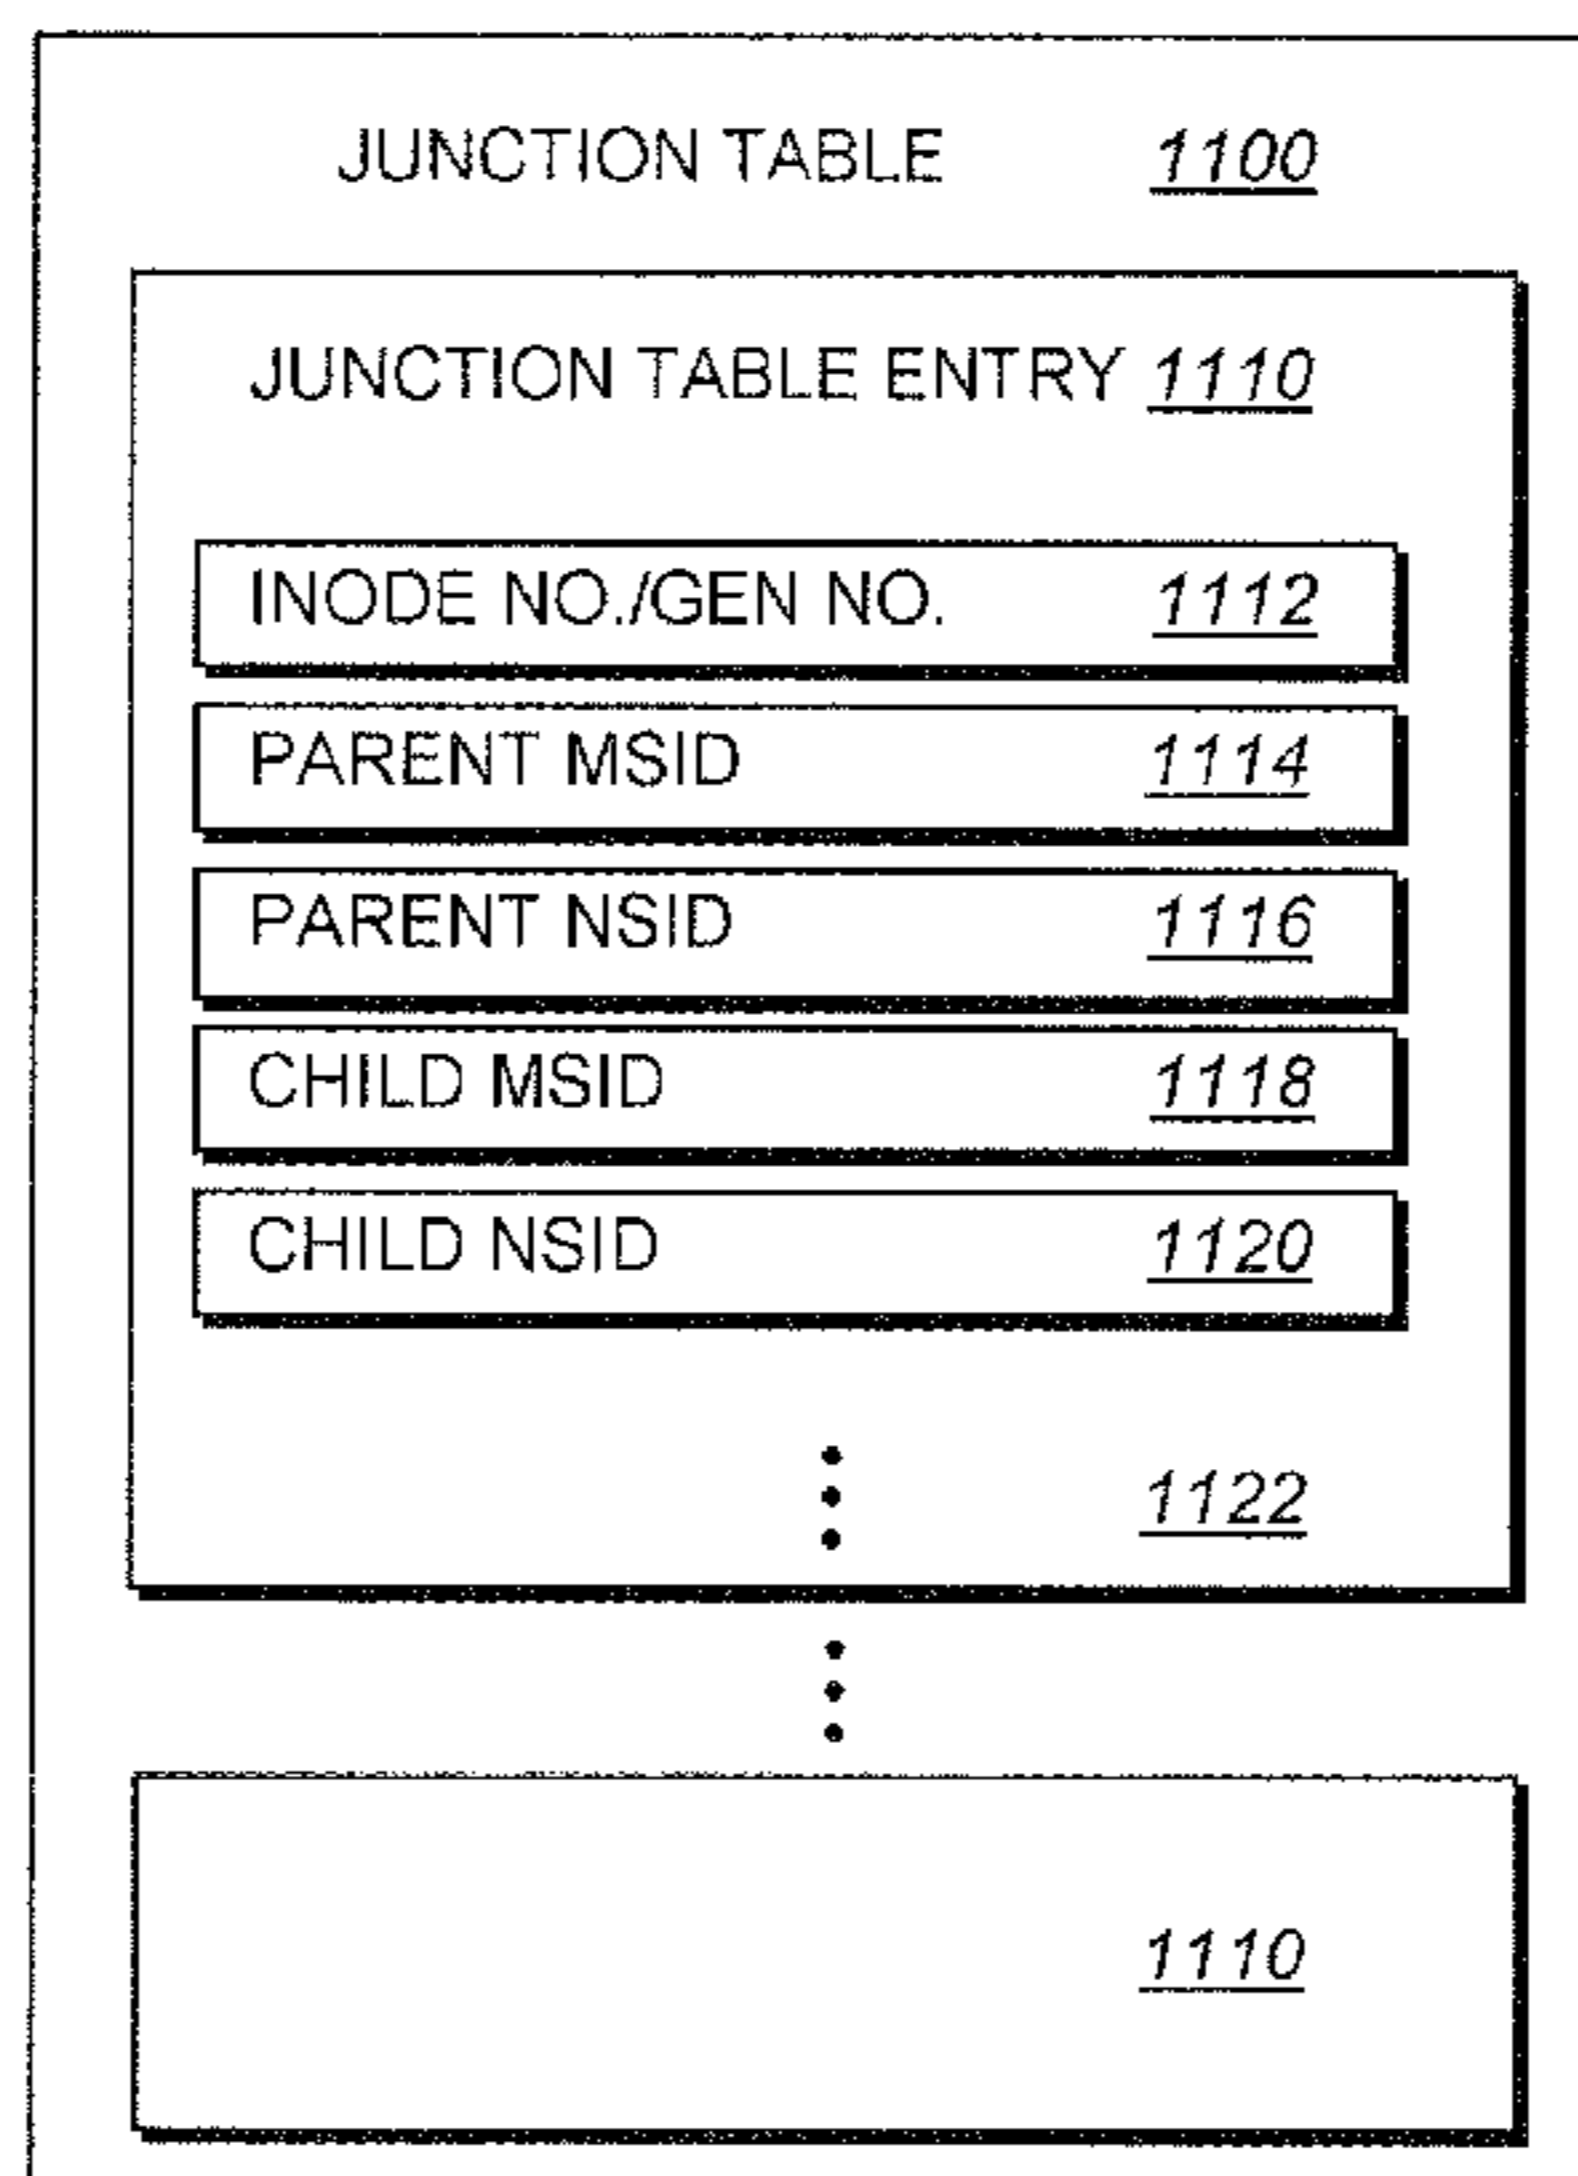 JUNCTION TABLE 1100
JUNCTION TABLE ENTRY 1110
INODE NO./GEN NO. 1112
PARENT MSID 1114
PARENT NSID 1116
CHILD MSID 1118
CHILD NSID 1120
1122
1110